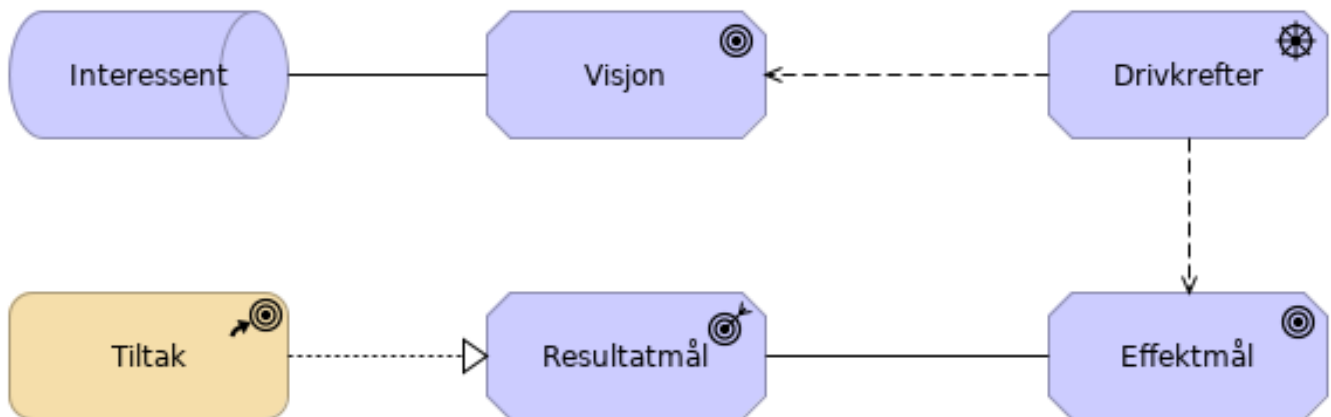 Interessent
Visjon
Drivkrefter
Tiltak
Resultatmål
Effektmål